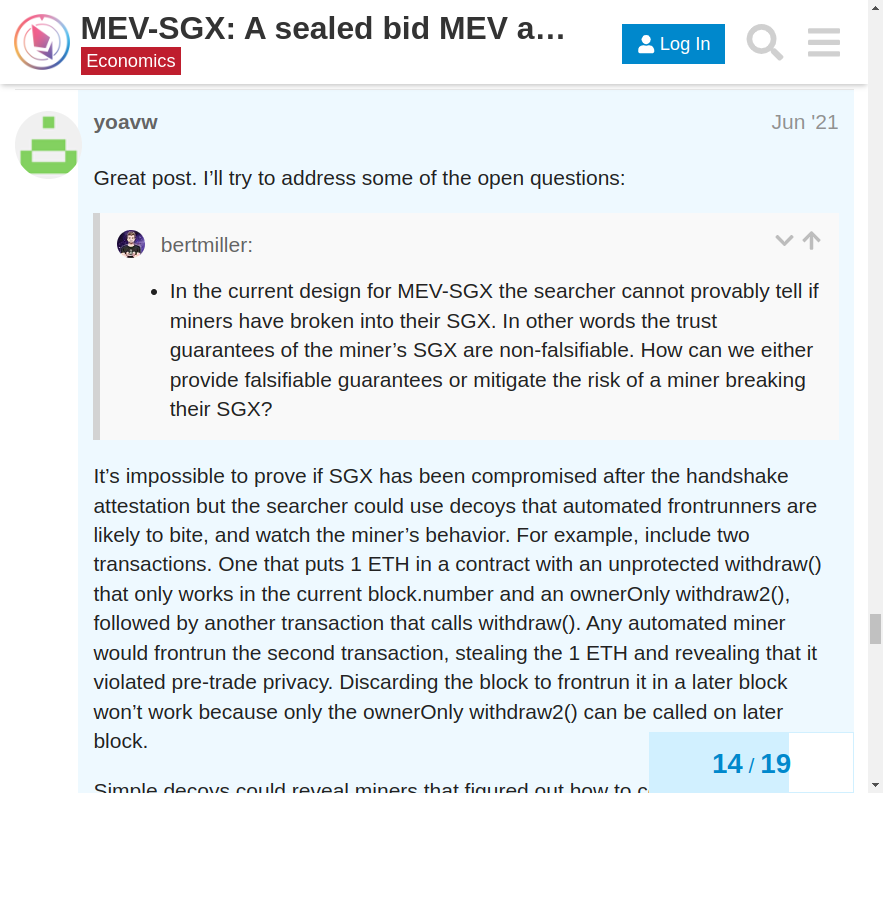 MEV-SGX: A sealed bid MEV a…
Economics
Log In
yoavw
Jun '21
Great post. I’ll try to address some of the open questions:
bertmiller:
• In the current design for MEV-SGX the searcher cannot provably tell if
miners have broken into their SGX. In other words the trust
guarantees of the miner’s SGX are non-falsifiable. How can we either
provide falsifiable guarantees or mitigate the risk of a miner breaking
their SGX?
It’s impossible to prove if SGX has been compromised after the handshake
attestation but the searcher could use decoys that automated frontrunners are
likely to bite, and watch the miner’s behavior. For example, include two
transactions. One that puts 1 ETH in a contract with an unprotected withdraw()
that only works in the current block.number and an ownerOnly withdraw2(),
followed by another transaction that calls withdraw(). Any automated miner
would frontrun the second transaction, stealing the 1 ETH and revealing that it
violated pre-trade privacy. Discarding the block to frontrun it in a later block
won’t work because only the ownerOnly withdraw2() can be called on later
block.
14 / 19
Simple decoys could reveal miners that figured out how to